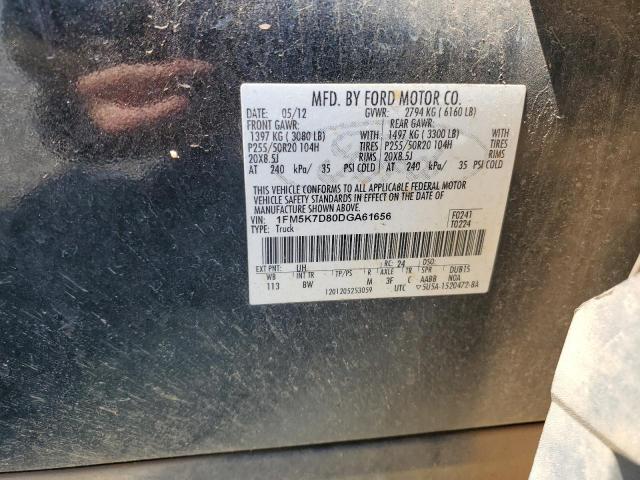 MFD. BY FORD MOTOR CO.
DATE: 05/12 GVWR: 2794 KG ( 6160 LB)
FRONT GAWR: REAR GAWR:
1397 KG ( 3080 LB) WITH 1497 KG ( 3300 LB) WITH
P255/50R20 104H TIRES P255/50R20 104H TIRES
20X8.5J RIMS 20X8.5J RIMS
AT 240 kPa/ 35 PSI COLD AT 240 kPa/ 35 PSI COLD
THIS VEHICLE CONFORMS TO ALL APPLICABLE FEDERAL MOTOR
VEHICLE SAFETY STANDARDS IN EFFECT ON THE DATE OF
MANUFACTURE SHOWN ABOVE.
VIN: 1FM5K7D80DGA61656 F0241
TYPE: Truck T0224
EXT PNT: UH RC: 24 DSO:
WB INT TR TP/PS R AXLE TR SPR DUBIS
113 BW M 3F C AABB NGA
1201205253059 UTC 5U5A-1520472-BA